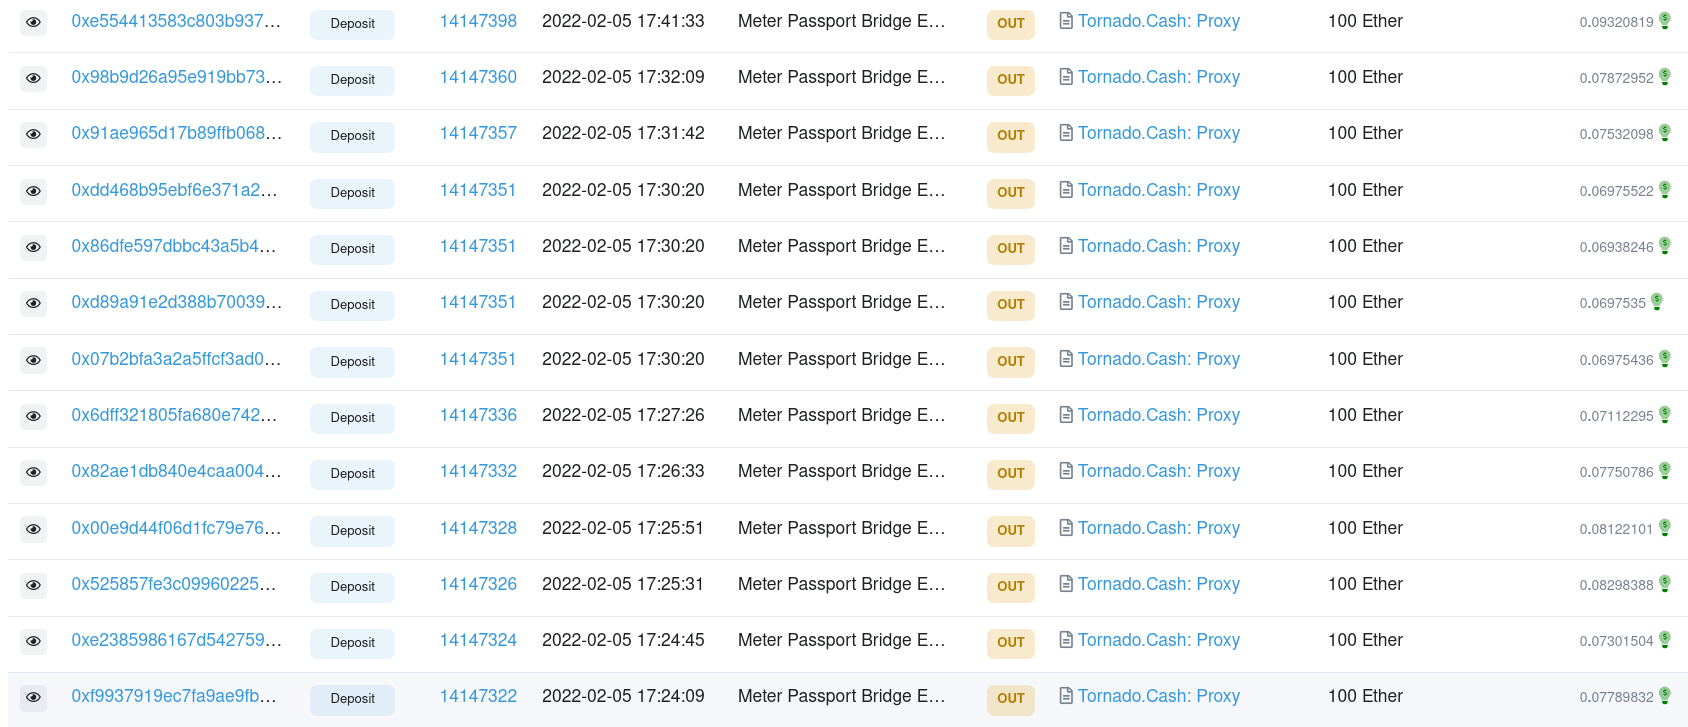 0xe554413583c803b937... Deposit 14147398 2022-02-05 17:41:33 Meter Passport Bridge E... OUT Tornado.Cash: Proxy 100 Ether 0.09320819
0x98b9d26a95e919bb73... Deposit 14147360 2022-02-05 17:32:09 Meter Passport Bridge E... OUT Tornado.Cash: Proxy 100 Ether 0.07872952
0x91ae965d17b89ffb068... Deposit 14147357 2022-02-05 17:31:42 Meter Passport Bridge E... OUT Tornado.Cash: Proxy 100 Ether 0.07532098
0xdd468b95ebf6e371a2... Deposit 14147351 2022-02-05 17:30:20 Meter Passport Bridge E... OUT Tornado.Cash: Proxy 100 Ether 0.06975522
0x86dfe597dbbc43a5b4... Deposit 14147351 2022-02-05 17:30:20 Meter Passport Bridge E... OUT Tornado.Cash: Proxy 100 Ether 0.06938246
0xd89a91e2d388b70039... Deposit 14147351 2022-02-05 17:30:20 Meter Passport Bridge E... OUT Tornado.Cash: Proxy 100 Ether 0.0697535
0x07b2bfa3a2a5ffcf3ad0... Deposit 14147351 2022-02-05 17:30:20 Meter Passport Bridge E... OUT Tornado.Cash: Proxy 100 Ether 0.06975436
0x6dff321805fa680e742... Deposit 14147336 2022-02-05 17:27:26 Meter Passport Bridge E... OUT Tornado.Cash: Proxy 100 Ether 0.07112295
0x82ae1db840e4caa004... Deposit 14147332 2022-02-05 17:26:33 Meter Passport Bridge E... OUT Tornado.Cash: Proxy 100 Ether 0.07750786
0x00e9d44f06d1fc79e76... Deposit 14147328 2022-02-05 17:25:51 Meter Passport Bridge E... OUT Tornado.Cash: Proxy 100 Ether 0.08122101
0x525857fe3c09960225... Deposit 14147326 2022-02-05 17:25:31 Meter Passport Bridge E... OUT Tornado.Cash: Proxy 100 Ether 0.08298388
0xe2385986167d542759... Deposit 14147324 2022-02-05 17:24:45 Meter Passport Bridge E... OUT Tornado.Cash: Proxy 100 Ether 0.07301504
0xf9937919ec7fa9ae9fb... Deposit 14147322 2022-02-05 17:24:09 Meter Passport Bridge E... OUT Tornado.Cash: Proxy 100 Ether 0.07789832